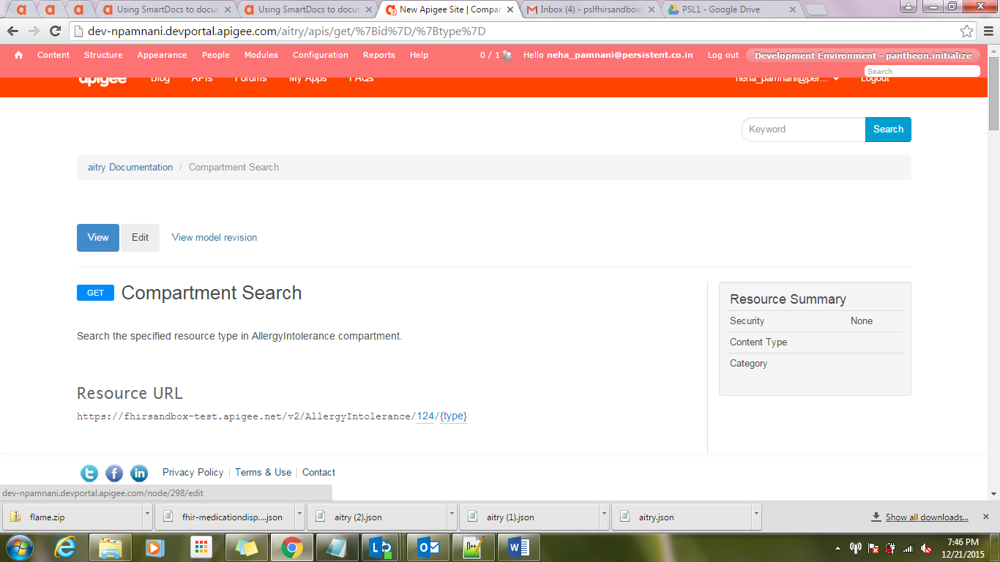 Using SmartDocs to docum
Using SmartDocs to docum
New Apigee Site | Compar
Inbox (4) - pslfhirsandbox
PSL1 - Google Drive
dev-npamnani.devportal.apigee.com/aitry/apis/get/%7Bid%7D/%7Btype%7D
Content Structure Appearance People Modules Configuration Reports Help 0 / 1 Hello neha_pamnani@persistent.co.in Log out Development Environment - pantheon.initialize
Search
apigee Blog APIs Forums My Apps FAQs neha_pamnani@per... Logout
Keyword Search
aitry Documentation / Compartment Search
View Edit View model revision
GET Compartment Search
Resource Summary
Security None
Content Type
Category
Search the specified resource type in AllergyIntolerance compartment.
Resource URL
https://fhirsandbox-test.apigee.net/v2/AllergyIntolerance/124/{type}
Privacy Policy Terms & Use Contact
dev-npamnani.devportal.apigee.com/node/298/edit
flame.zip fhir-medicationdisp....json aitry (2).json aitry (1).json aitry.json Show all downloads...
7:46 PM
12/21/2015